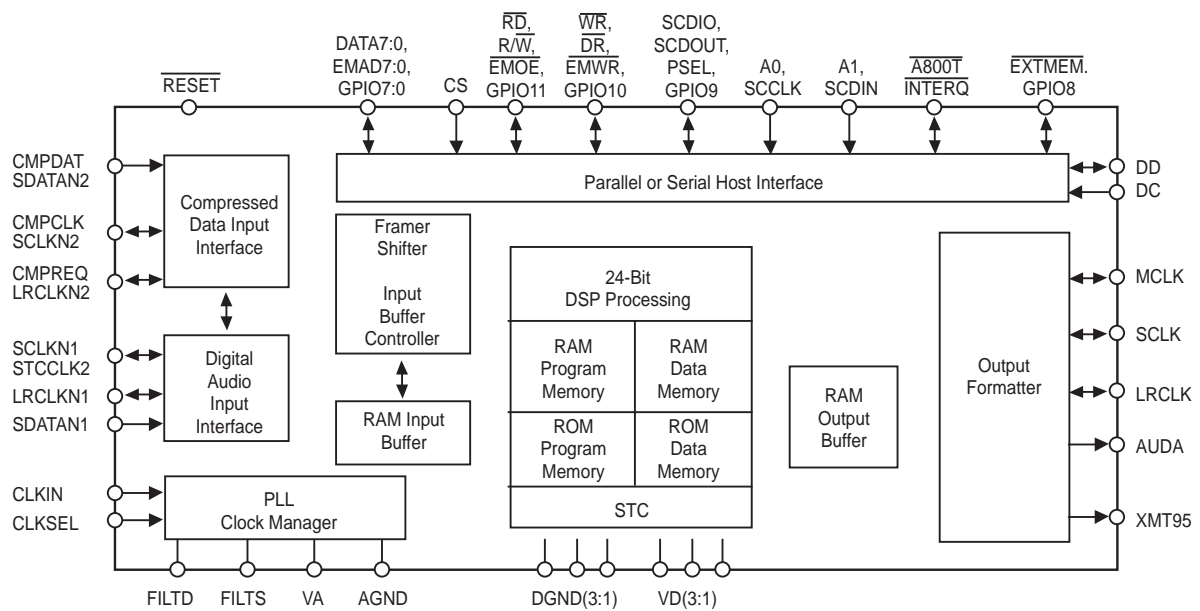 RD,
R/W,
EMOE,
GPIO11
WR,
DR,
EMWR,
GPIO10
SCDIO,
SCDOUT,
PSEL,
GPIO9
DATA7:0,
EMAD7:0,
GPIO7:0
CS
A0,
SCCLK
A1,
SCDIN
A800T
INTERQ
EXTMEM.
GPIO8
RESET
CMPDAT
SDATAN2
CMPCLK
SCLKN2
CMPREQ
LRCLKN2
SCLKN1
STCCLK2
LRCLKN1
SDATAN1
CLKIN
CLKSEL
Compressed
Data Input
Interface
Digital
Audio
Input
Interface
PLL
Clock Manager
Parallel or Serial Host Interface
Framer
Shifter
Input
Buffer
Controller
RAM Input
Buffer
24-Bit
DSP Processing
RAM
Program
Memory
RAM
Data
Memory
ROM
Program
Memory
ROM
Data
Memory
STC
RAM
Output
Buffer
Output
Formatter
DD
DC
MCLK
SCLK
LRCLK
AUDA
XMT95
FILTD
FILTS
VA
AGND
DGND(3:1)
VD(3:1)